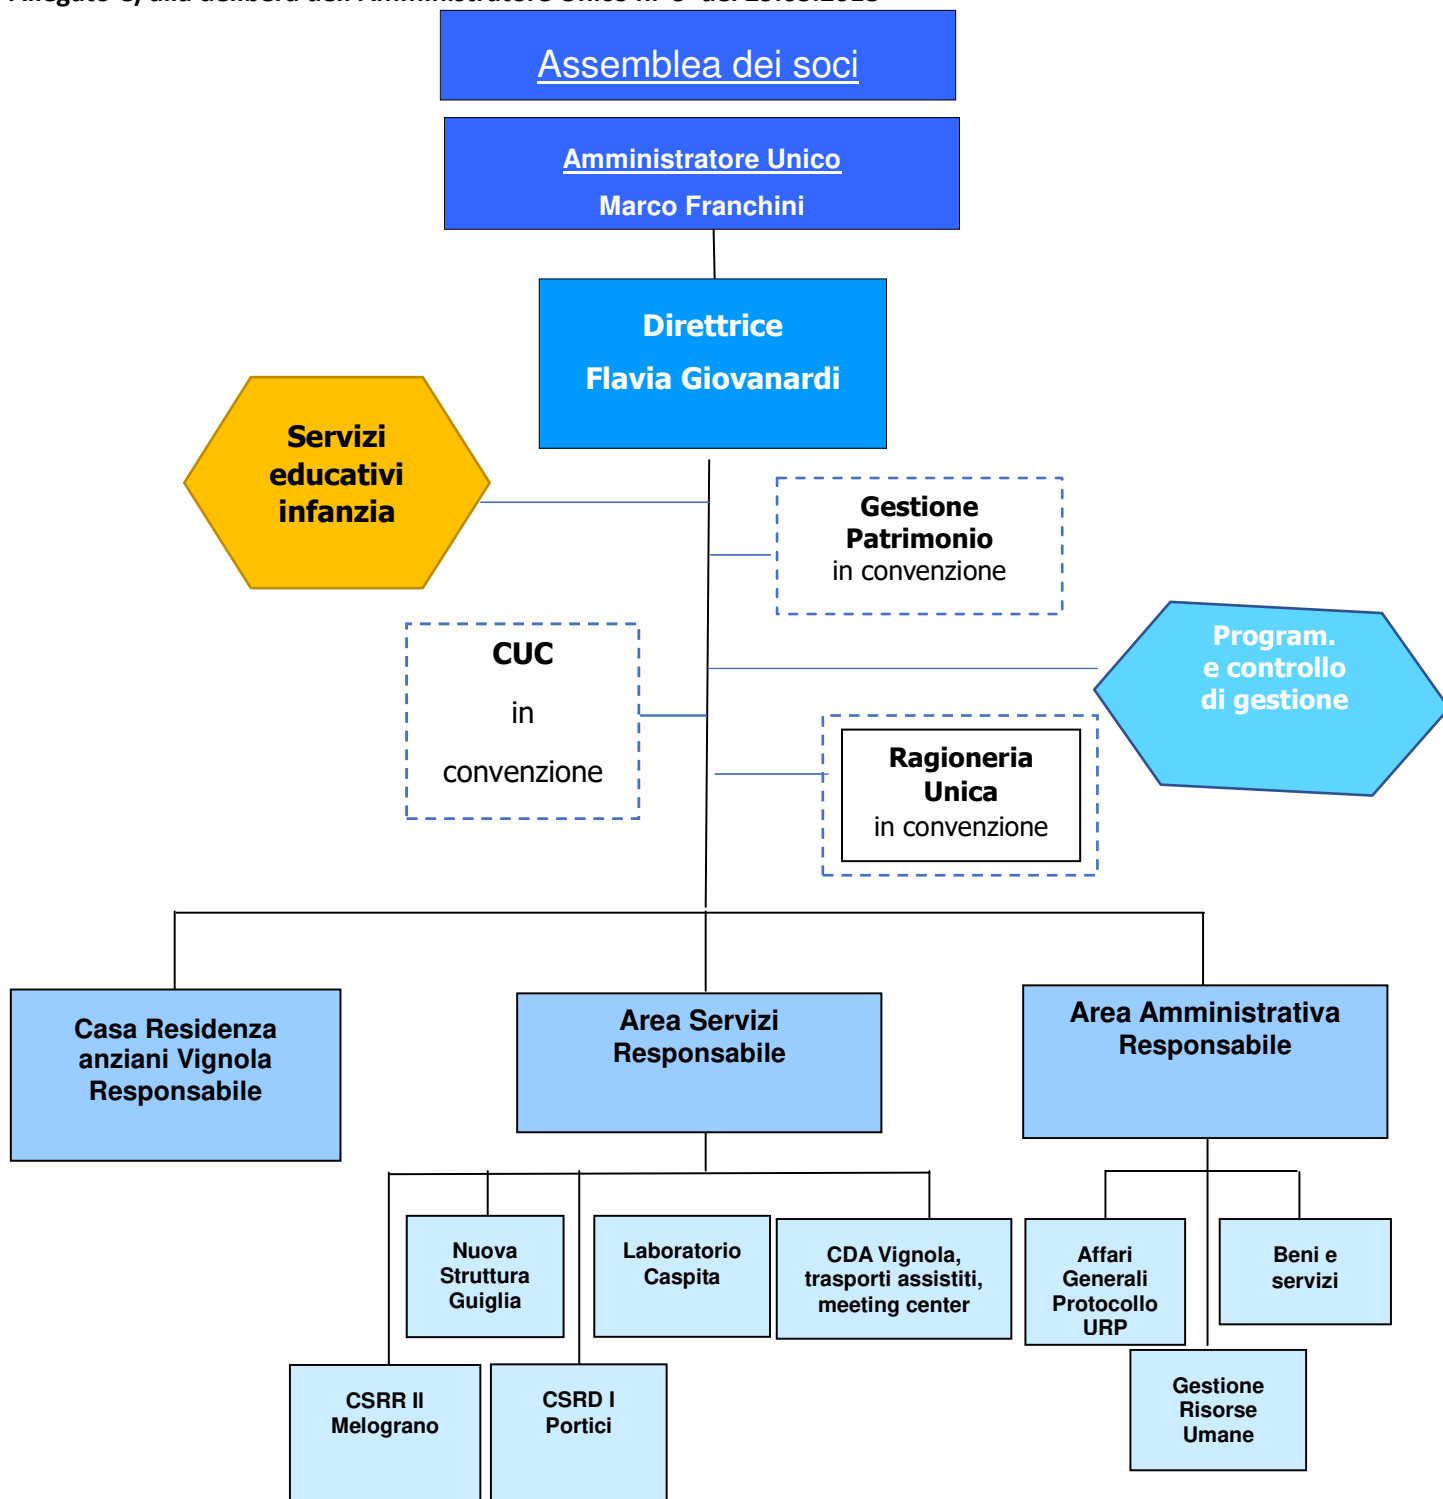 Assemblea dei soci
Amministratore Unico
Marco Franchini
Direttrice
Flavia Giovanardi
Servizi
educativi
infanzia
Gestione
Patrimonio
in convenzione
CUC
in
convenzione
Program.
e controllo
di gestione
Ragioneria
Unica
in convenzione
Casa Residenza
anziani Vignola
Responsabile
Area Servizi
Responsabile
Area Amministrativa
Responsabile
Nuova
Struttura
Guiglia
Laboratorio
Caspita
CDA Vignola,
trasporti assistiti,
meeting center
Affari
Generali
Protocollo
URP
Beni e
servizi
CSRR Il
Melograno
CSRD I
Portici
Gestione
Risorse
Umane